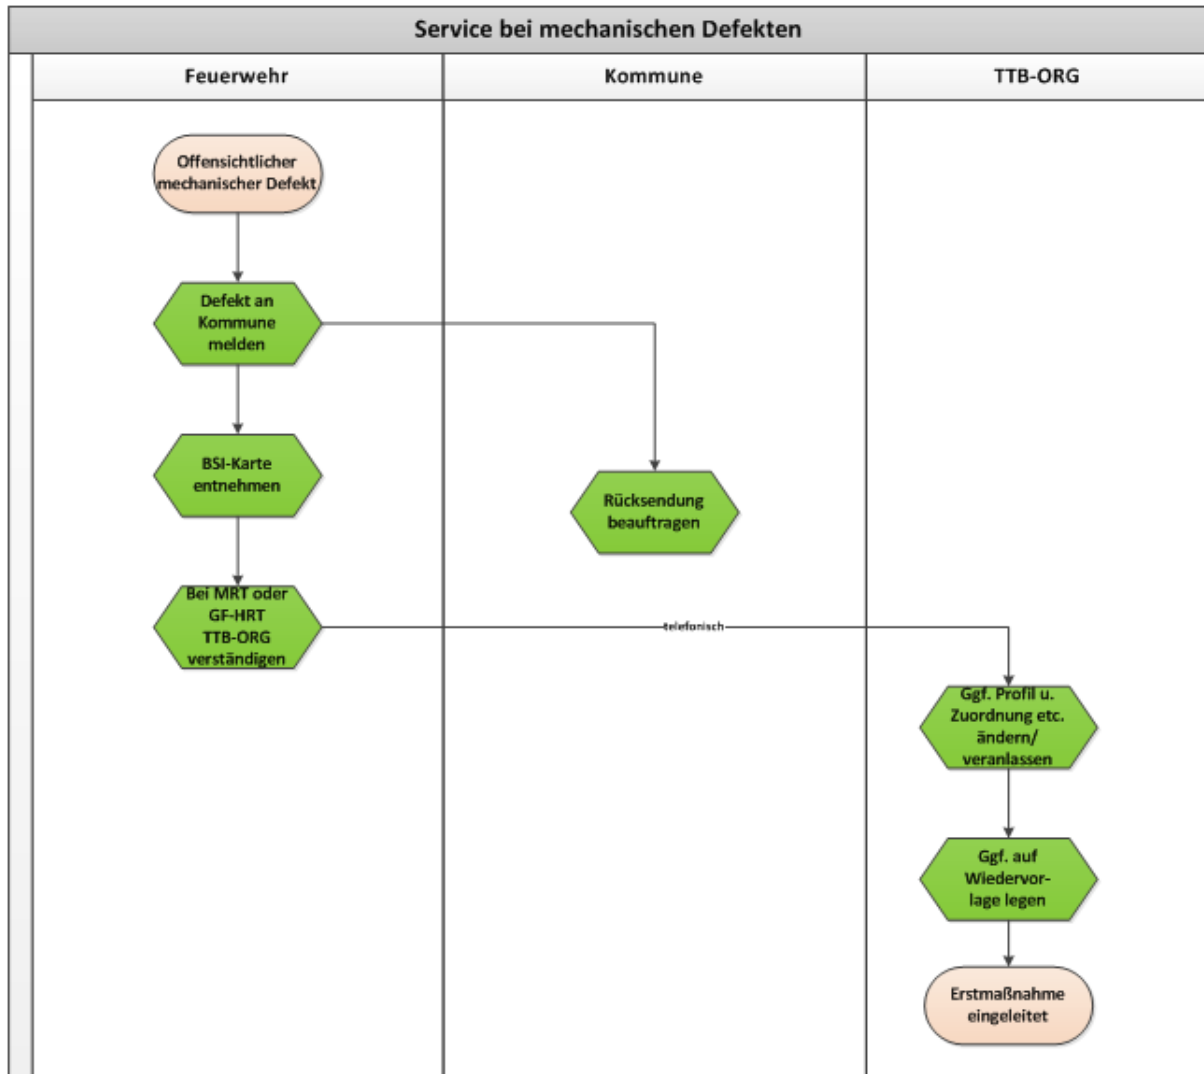 Service bei mechanischen Defekten
Feuerwehr
Kommune
TTB-ORG
Offensichtlicher
mechanischer Defekt
Defekt an
Kommune
melden
BSI-Karte
entnehmen
Rücksendung
beauftragen
Bei MRT oder
GF-HRT
TTB-ORG
verständigen
telefonisch
Ggf. Profil u.
Zuordnung etc.
ändern/
veranlassen
Ggf. auf
Wiedervor-
lage legen
Erstmaßnahme
eingeleitet